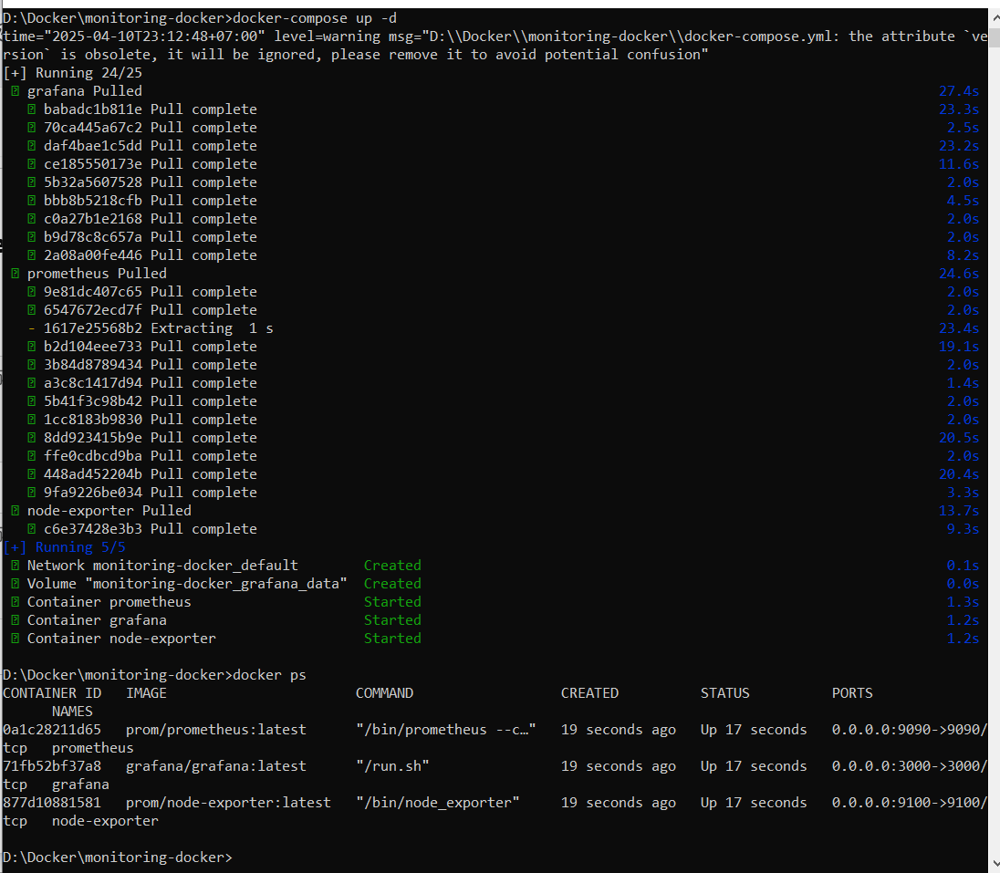 D:\Docker\monitoring-docker>docker-compose up -d
time="2025-04-10T23:12:48+07:00" level=warning msg="D:\\Docker\\monitoring-docker\\docker-compose.yml: the attribute `ve
rsion` is obsolete, it will be ignored, please remove it to avoid potential confusion"
[+] Running 24/25
grafana Pulled 27.4s
babadc1b811e Pull complete 23.3s
70ca445a67c2 Pull complete 2.5s
daf4bae1c5dd Pull complete 23.2s
ce185550173e Pull complete 11.6s
5b32a5607528 Pull complete 2.0s
bbb8b5218cfb Pull complete 4.5s
c0a27b1e2168 Pull complete 2.0s
b9d78c8c657a Pull complete 2.0s
2a08a00fe446 Pull complete 8.2s
prometheus Pulled 24.6s
9e81dc407c65 Pull complete 2.0s
6547672ecd7f Pull complete 2.0s
- 1617e25568b2 Extracting 1 s 23.4s
b2d104eee733 Pull complete 19.1s
3b84d8789434 Pull complete 2.0s
a3c8c1417d94 Pull complete 1.4s
5b41f3c98b42 Pull complete 2.0s
1cc8183b9830 Pull complete 2.0s
8dd923415b9e Pull complete 20.5s
ffe0cdbcd9ba Pull complete 2.0s
448ad452204b Pull complete 20.4s
9fa9226be034 Pull complete 3.3s
node-exporter Pulled 13.7s
c6e37428e3b3 Pull complete 9.3s
[+] Running 5/5
Network monitoring-docker_default Created 0.1s
Volume "monitoring-docker_grafana_data" Created 0.0s
Container prometheus Started 1.3s
Container grafana Started 1.2s
Container node-exporter Started 1.2s
D:\Docker\monitoring-docker>docker ps
CONTAINER ID IMAGE COMMAND CREATED STATUS PORTS
NAMES
0a1c28211d65 prom/prometheus:latest "/bin/prometheus --c…" 19 seconds ago Up 17 seconds 0.0.0.0:9090->9090/
tcp prometheus
71fb52bf37a8 grafana/grafana:latest "/run.sh" 19 seconds ago Up 17 seconds 0.0.0.0:3000->3000/
tcp grafana
877d10881581 prom/node-exporter:latest "/bin/node_exporter" 19 seconds ago Up 17 seconds 0.0.0.0:9100->9100/
tcp node-exporter
D:\Docker\monitoring-docker>